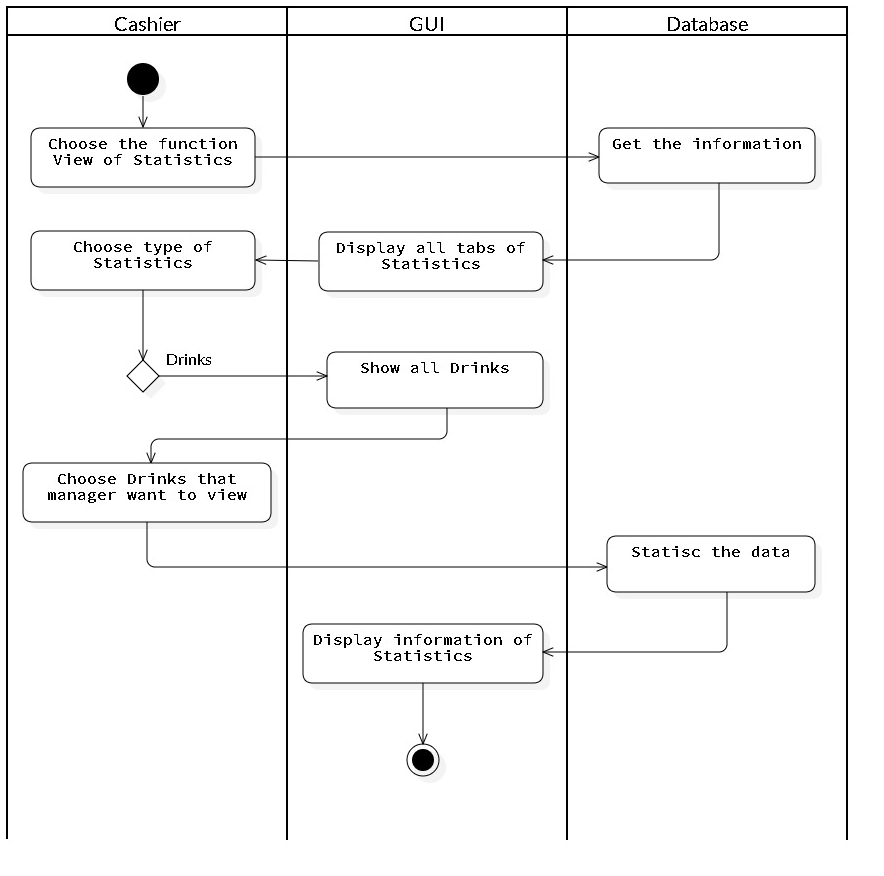 Cashier
GUI
Database
Choose the function
View of Statistics
Get the information
Choose type of
Statistics
Display all tabs of
Statistics
Drinks
Show all Drinks
Choose Drinks that
manager want to view
Statisc the data
Display information of
Statistics